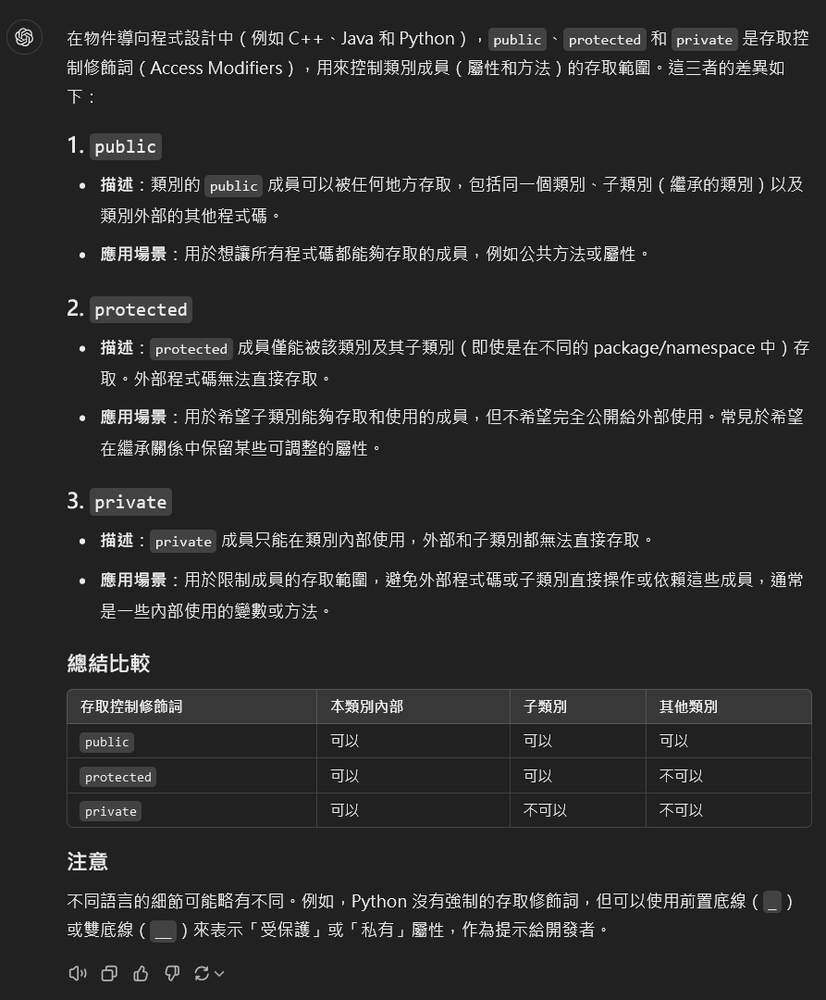 在物件導向程式設計中（例如 C++、Java 和 Python），public、protected 和 private 是存取控
制修飾詞（Access Modifiers），用來控制類別成員（屬性和方法）的存取範圍。這三者的差異如
下：
1. public
• 描述：類別的 public 成員可以被任何地方存取，包括同一個類別、子類別（繼承的類別）以及
類別外部的其他程式碼。
• 應用場景：用於想讓所有程式碼都能夠存取的成員，例如公共方法或屬性。
2. protected
• 描述：protected 成員僅能被該類別及其子類別（即使是在不同的 package/namespace 中）存
取。外部程式碼無法直接存取。
• 應用場景：用於希望子類別能夠存取和使用的成員，但不希望完全公開給外部使用。常見於希望
在繼承關係中保留某些可調整的屬性。
3. private
• 描述：private 成員只能在類別內部使用，外部和子類別都無法直接存取。
• 應用場景：用於限制成員的存取範圍，避免外部程式碼或子類別直接操作或依賴這些成員，通常
是一些內部使用的變數或方法。
總結比較
存取控制修飾詞 本類別內部 子類別 其他類別
public 可以 可以 可以
protected 可以 可以 不可以
private 可以 不可以 不可以
注意
不同語言的細節可能略有不同。例如，Python 沒有強制的存取修飾詞，但可以使用前置底線（_）
或雙底線（__）來表示「受保護」或「私有」屬性，作為提示給開發者。